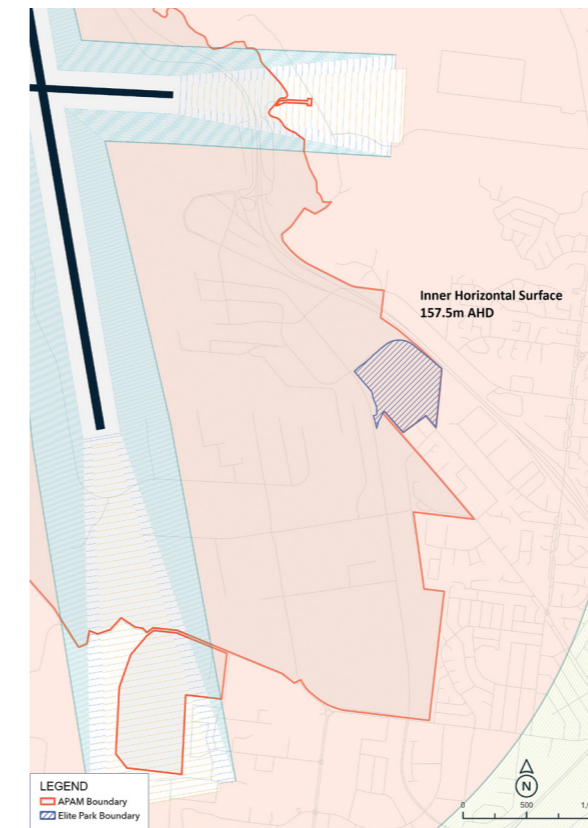 Inner Horizontal Surface
157.5m AHD
LEGEND
APAM Boundary
Elite Park Boundary
N
0 500